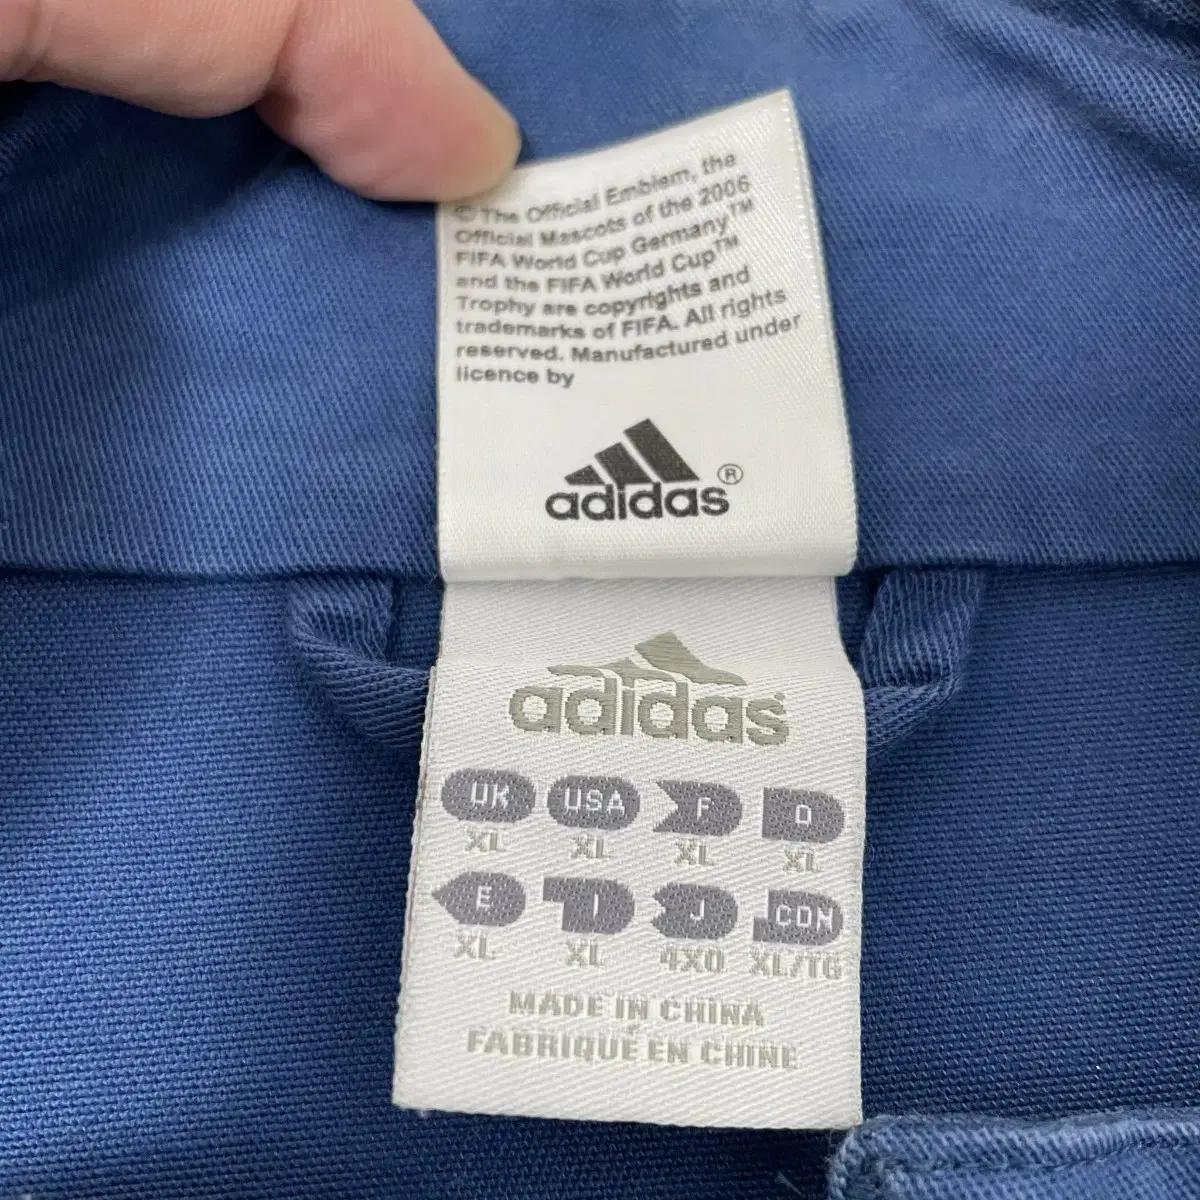 © The Official Emblem, the
Official Mascots of the 2006
FIFA World Cup Germany™
and the FIFA World Cup™
Trophy are copyrights and
trademarks of FIFA. All rights
reserved. Manufactured under
licence by
adidas®
adidas
UK USA F D
XL XL XL XL
E I J CDN
XL XL 4XO XL/TG
MADE IN CHINA
FABRIQUÉ EN CHINE